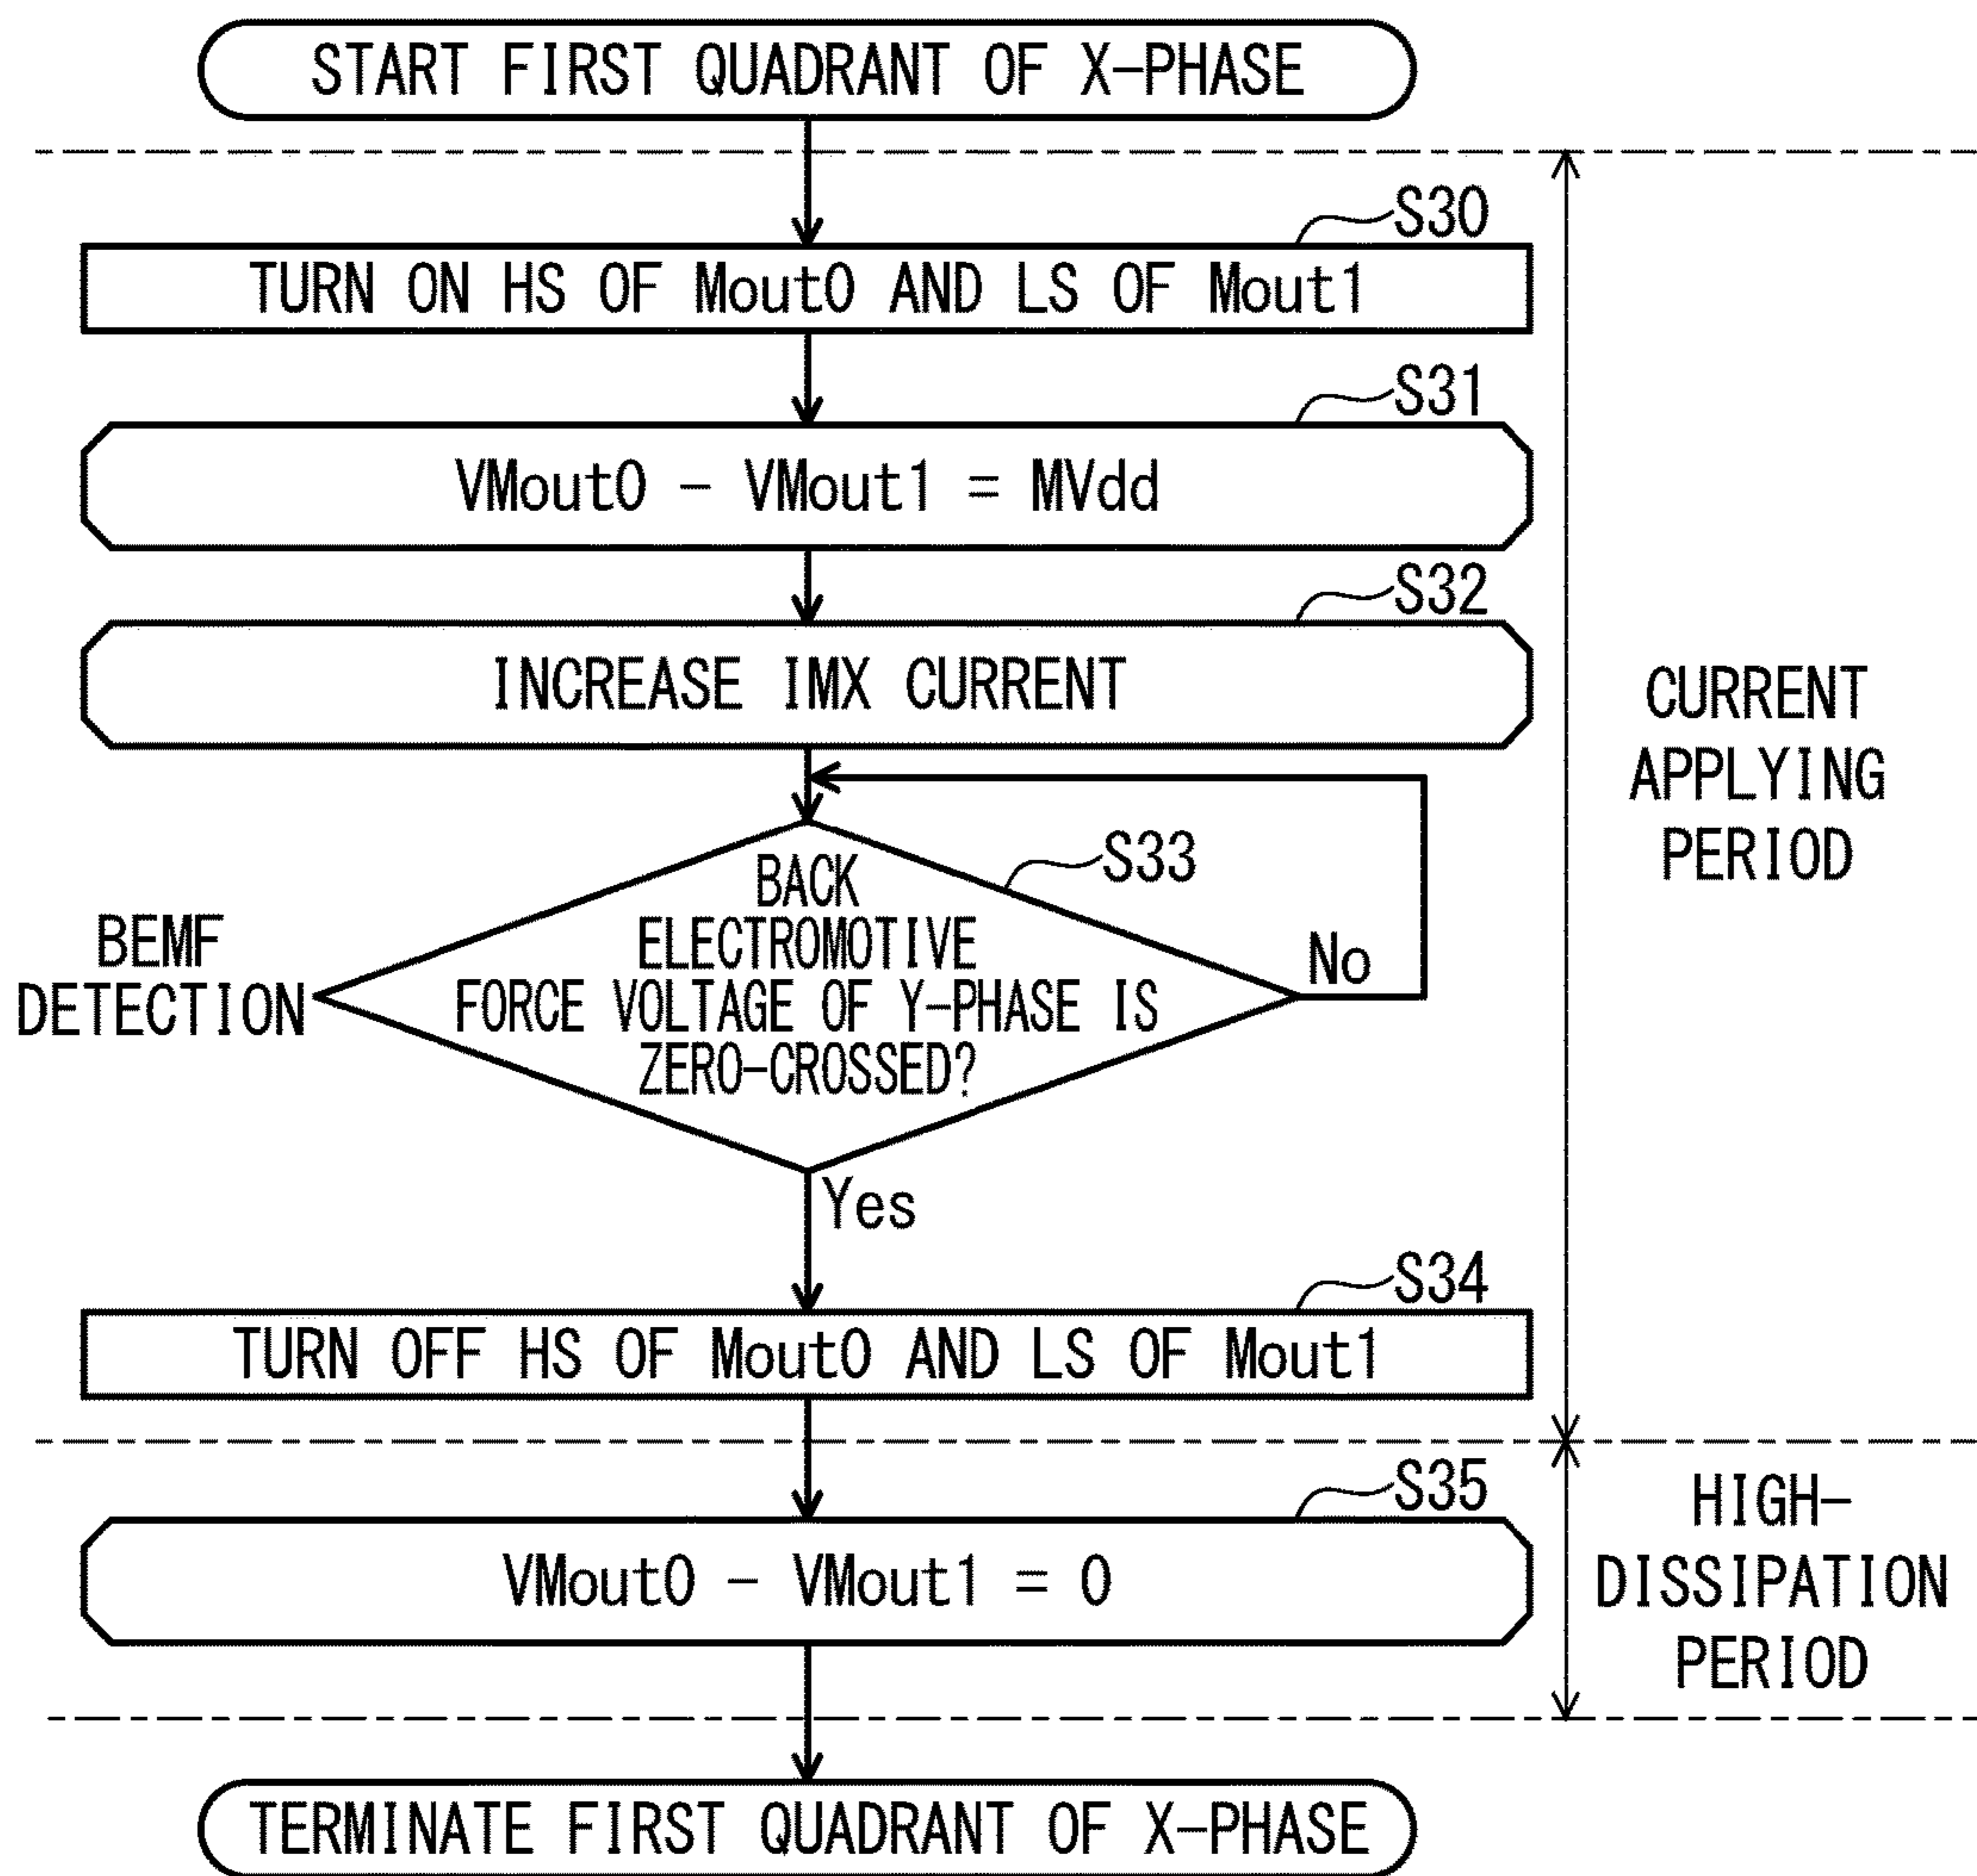 START FIRST QUADRANT OF X-PHASE
S30
TURN ON HS OF Mout0 AND LS OF Mout1
S31
VMout0 - VMout1 = MVdd
S32
INCREASE IMX CURRENT
CURRENT
APPLYING
PERIOD
S33
BACK
ELECTROMOTIVE
FORCE VOLTAGE OF Y-PHASE IS
ZERO-CROSSED?
BEMF
DETECTION
No
Yes
S34
TURN OFF HS OF Mout0 AND LS OF Mout1
S35
VMout0 - VMout1 = 0
HIGH-
DISSIPATION
PERIOD
TERMINATE FIRST QUADRANT OF X-PHASE